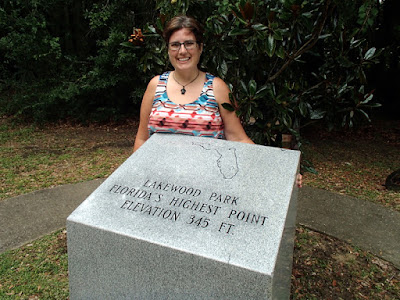 LAKEWOOD PARK
FLORIDA'S HIGHEST POINT
ELEVATION 345 FT.